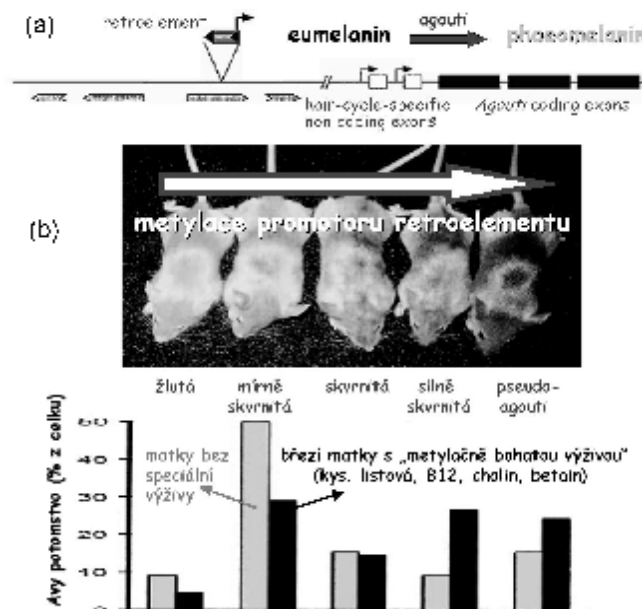 (a)
retroelement
eumelanin
agouti
phaeomelanin
hair-cycle-specific
non coding exons
Agouti coding exons
(b)
metylace promotoru retroelementu
žlutá
mírně
skvrnitá
skvrnitá
silně
skvrnitá
pseudo-
agouti
Avy potomstvo (% z celku)
50
30
20
10
matky bez
speciální
výživy
březí matky s „metylačně bohatou výživou“
(kys. listová, B12, cholin, betain)